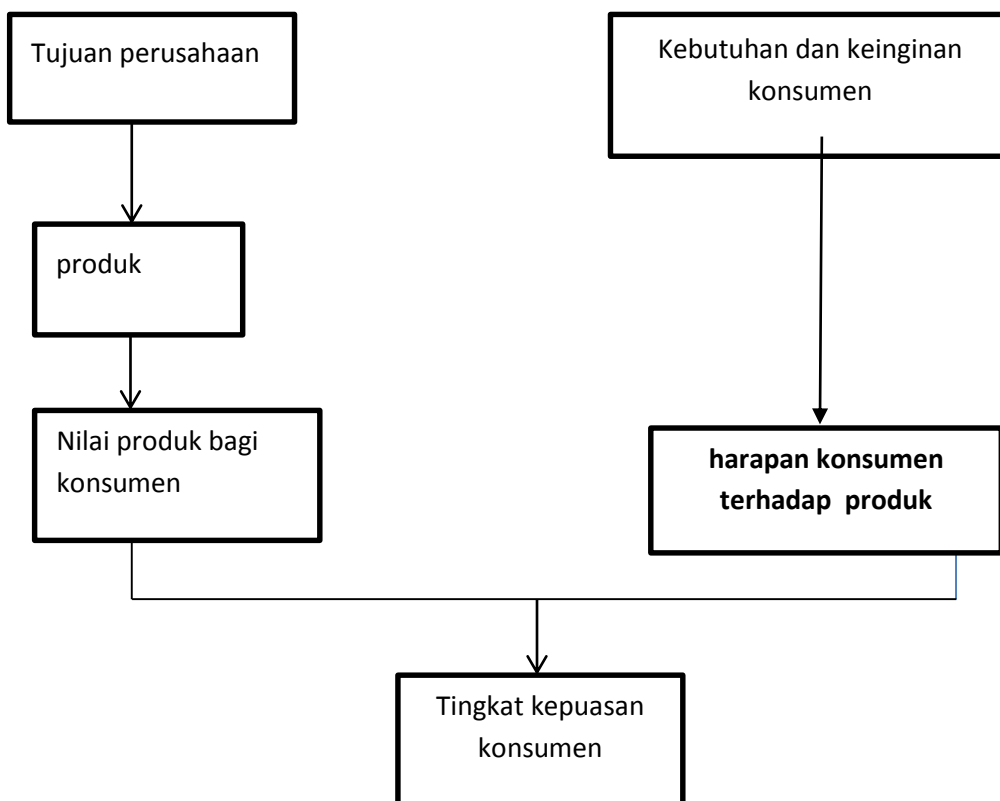 Tujuan perusahaan
Kebutuhan dan keinginan
konsumen
produk
Nilai produk bagi
konsumen
harapan konsumen
terhadap produk
Tingkat kepuasan
konsumen